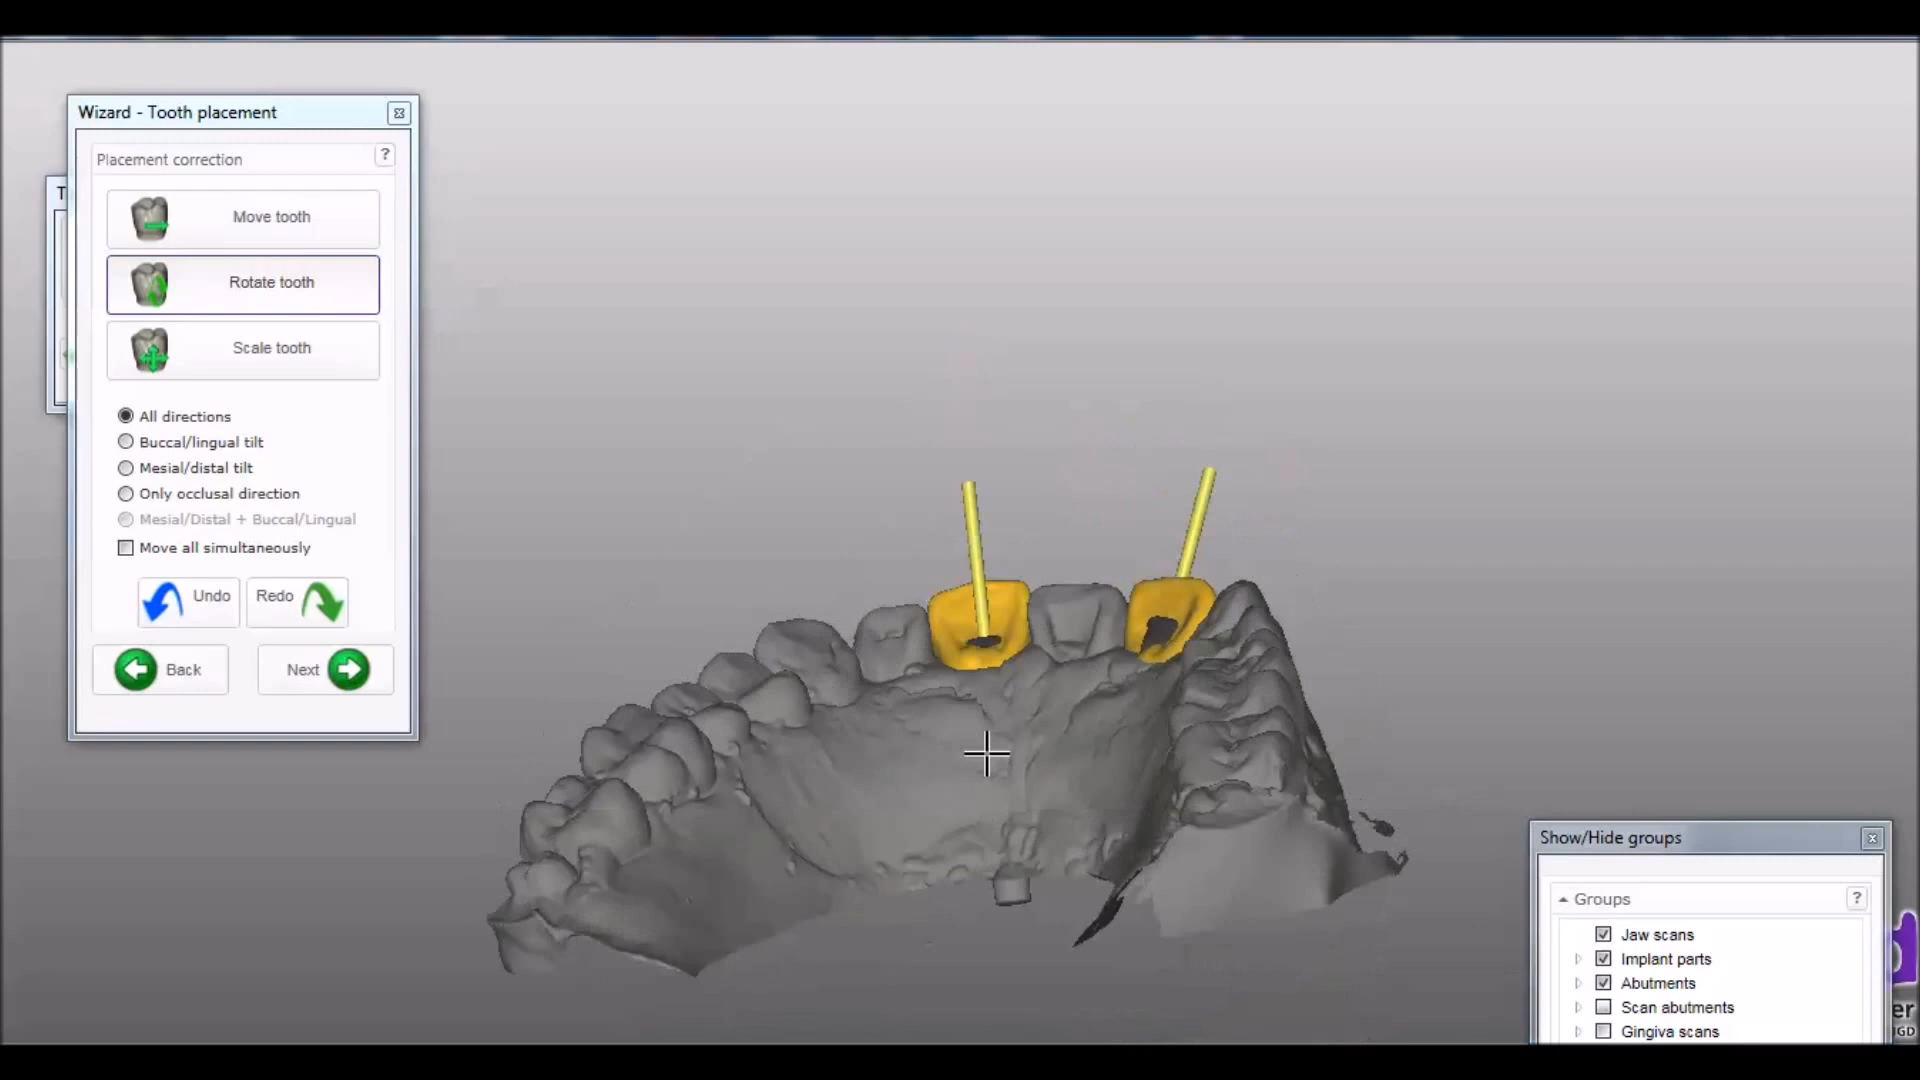 Wizard - Tooth placement
T
Placement correction
?
Move tooth
Rotate tooth
Scale tooth
All directions
Buccal/lingual tilt
Mesial/distal tilt
Only occlusal direction
Mesial/Distal + Buccal/Lingual
Move all simultaneously
Undo
Redo
Back
Next
Show/Hide groups
Groups
?
Jaw scans
Implant parts
Abutments
Scan abutments
Gingiva scans
er